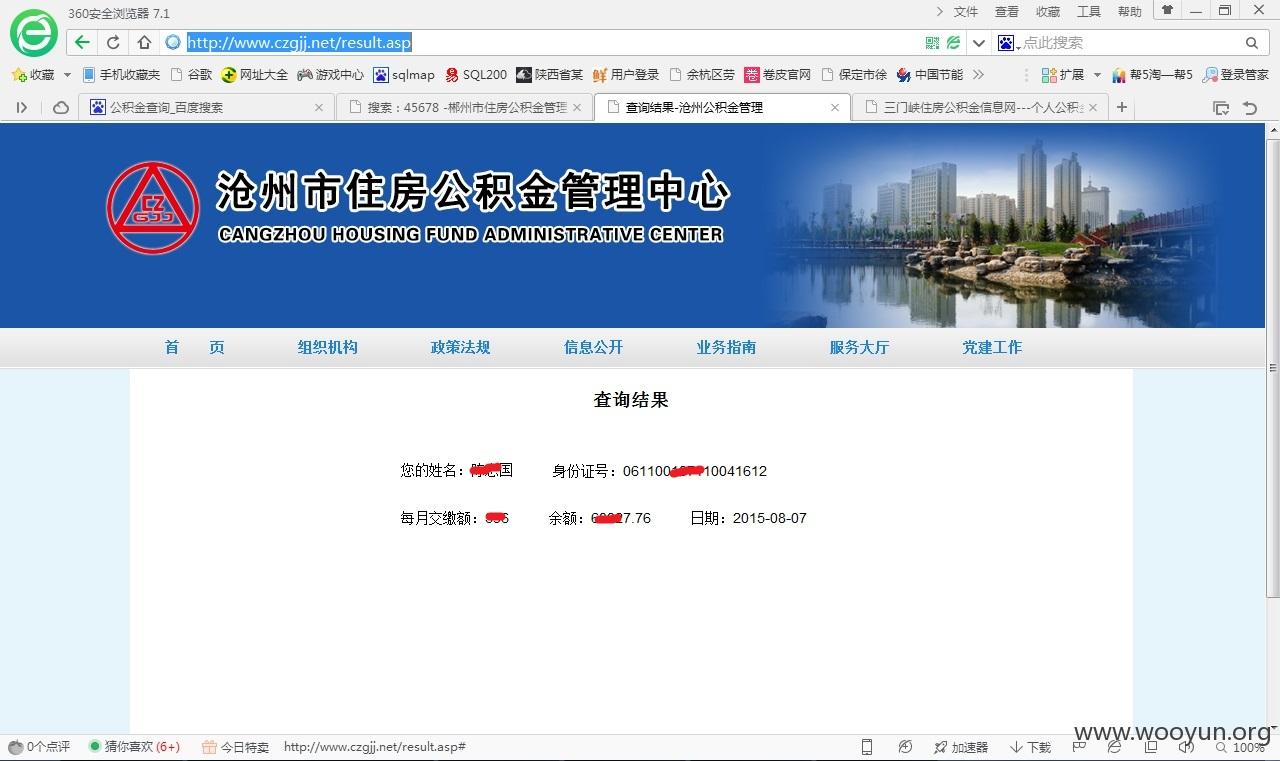 360安全浏览器 7.1
文件 查看 收藏 工具 帮助
http://www.czgjj.net/result.asp 点此搜索
收藏 手机收藏夹 谷歌 网址大全 游戏中心 sqlmap SQL200 陕西省某 用户登录 余杭区芬 卷皮官网 保定市徐 中国节能 扩展 帮5淘—帮5 登录管家
公积金查询_百度搜索 搜索：45678 -郴州市住房公积金管理 查询结果-沧州公积金管理 三门峡住房公积金信息网---个人公积金
沧州市住房公积金管理中心
CZ
GJJ
CANGZHOU HOUSING FUND ADMINISTRATIVE CENTER
首 页 组织机构 政策法规 信息公开 业务指南 服务大厅 党建工作
查询结果
您的姓名： 国 身份证号：061100 10041612
每月交缴额： 6 余额：6 7.76 日期：2015-08-07
www.wooyun.org
0个点评 猜你喜欢 (6+) 今日特卖 http://www.czgjj.net/result.asp# 加速器 下载 100%